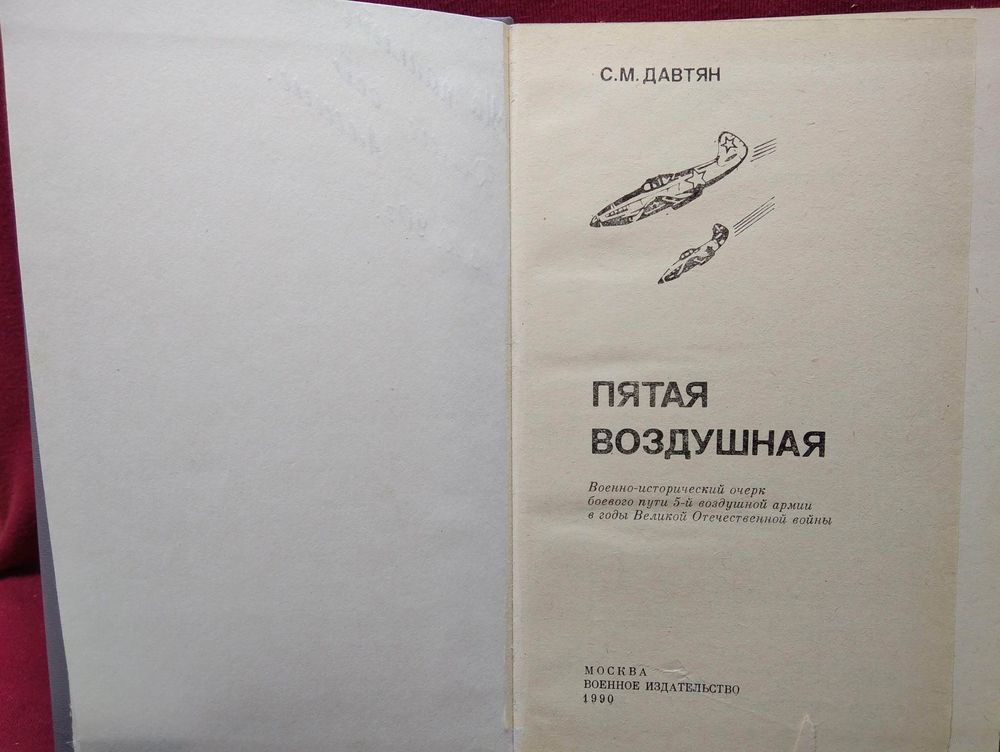 С.М. ДАВТЯН
ПЯТАЯ
ВОЗДУШНАЯ
Военно-исторический очерк
боевого пути 5-й воздушной армии
в годы Великой Отечественной войны
МОСКВА
ВОЕННОЕ ИЗДАТЕЛЬСТВО
1990